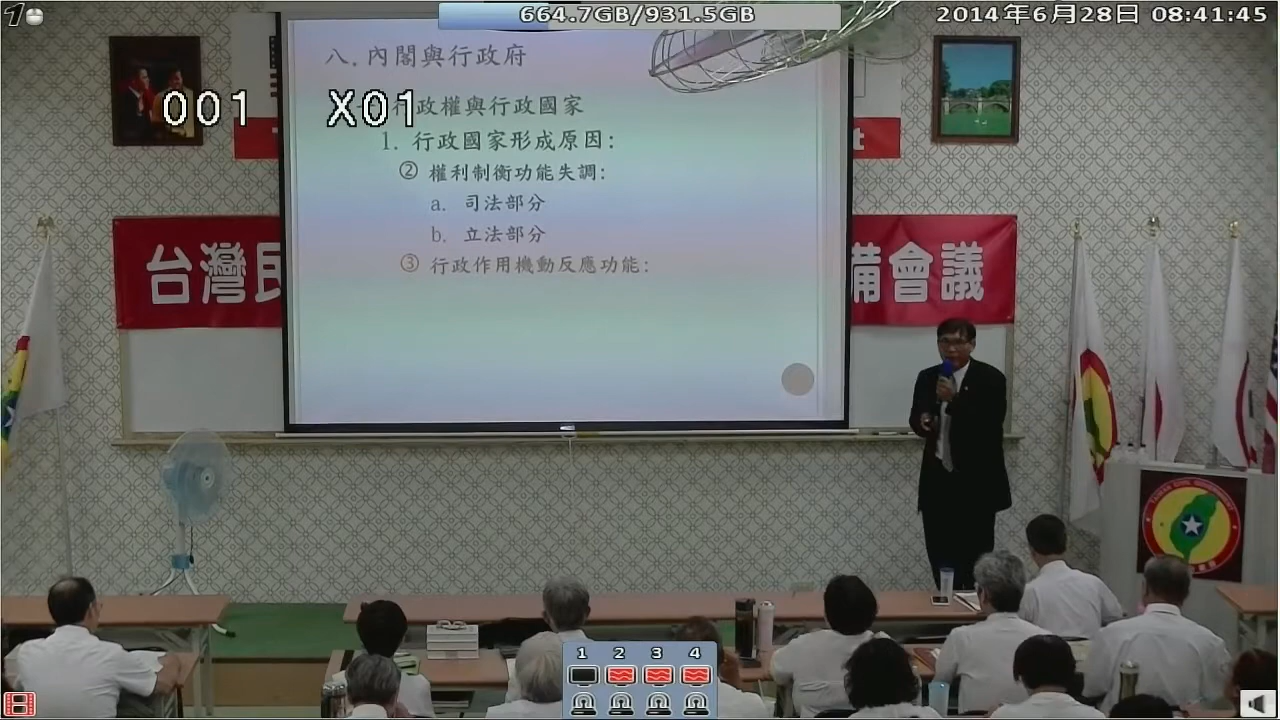 1
664.7GB/931.5GB
2014年6月28日 08:41:45
001 X01
八.內閣與行政府
行政權與行政國家
1. 行政國家形成原因:
② 權利制衡功能失調:
a. 司法部分
b. 立法部分
③ 行政作用機動反應功能:
t
台灣民
備會議
TAIWAN CIVIL GOVERNMENT
1 2 3 4